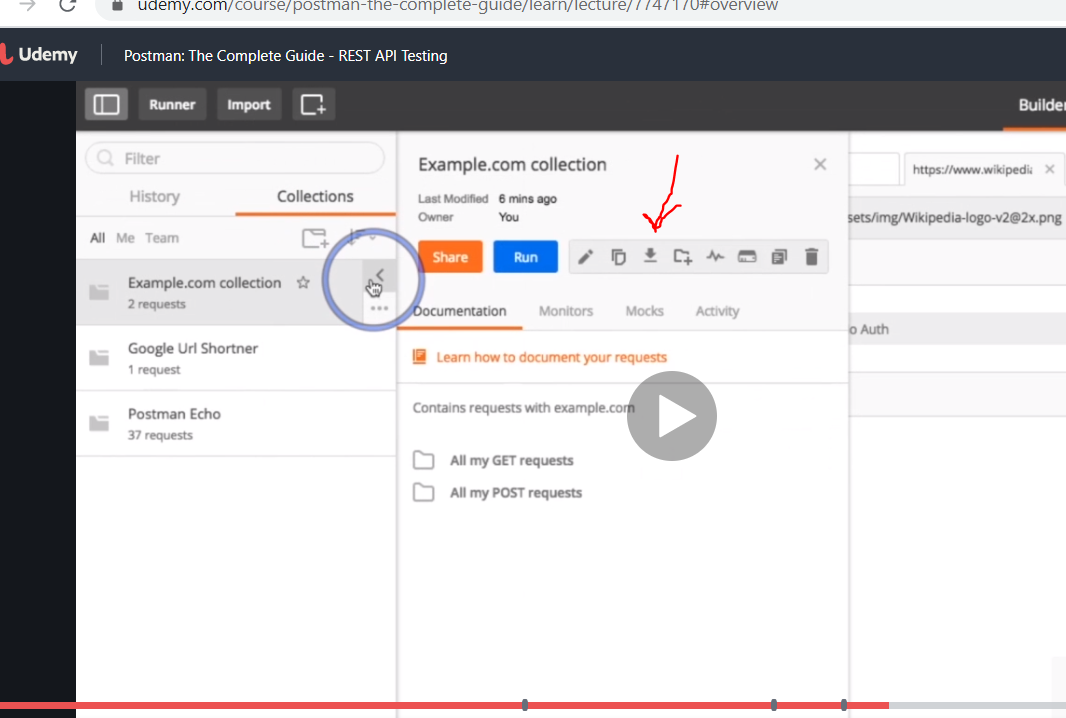 udemy.com/course/postman-the-complete-guide/learn/lecture/7747170#overview
Udemy
Postman: The Complete Guide - REST API Testing
Runner
Import
Builder
Filter
History
Collections
All Me Team
Example.com collection
2 requests
Google Url Shortner
1 request
Postman Echo
37 requests
Example.com collection
Last Modified 6 mins ago
Owner You
Share
Run
Documentation
Monitors
Mocks
Activity
Learn how to document your requests
Contains requests with example.com
All my GET requests
All my POST requests
https://www.wikipedia
sets/img/Wikipedia-logo-v2@2x.png
o Auth